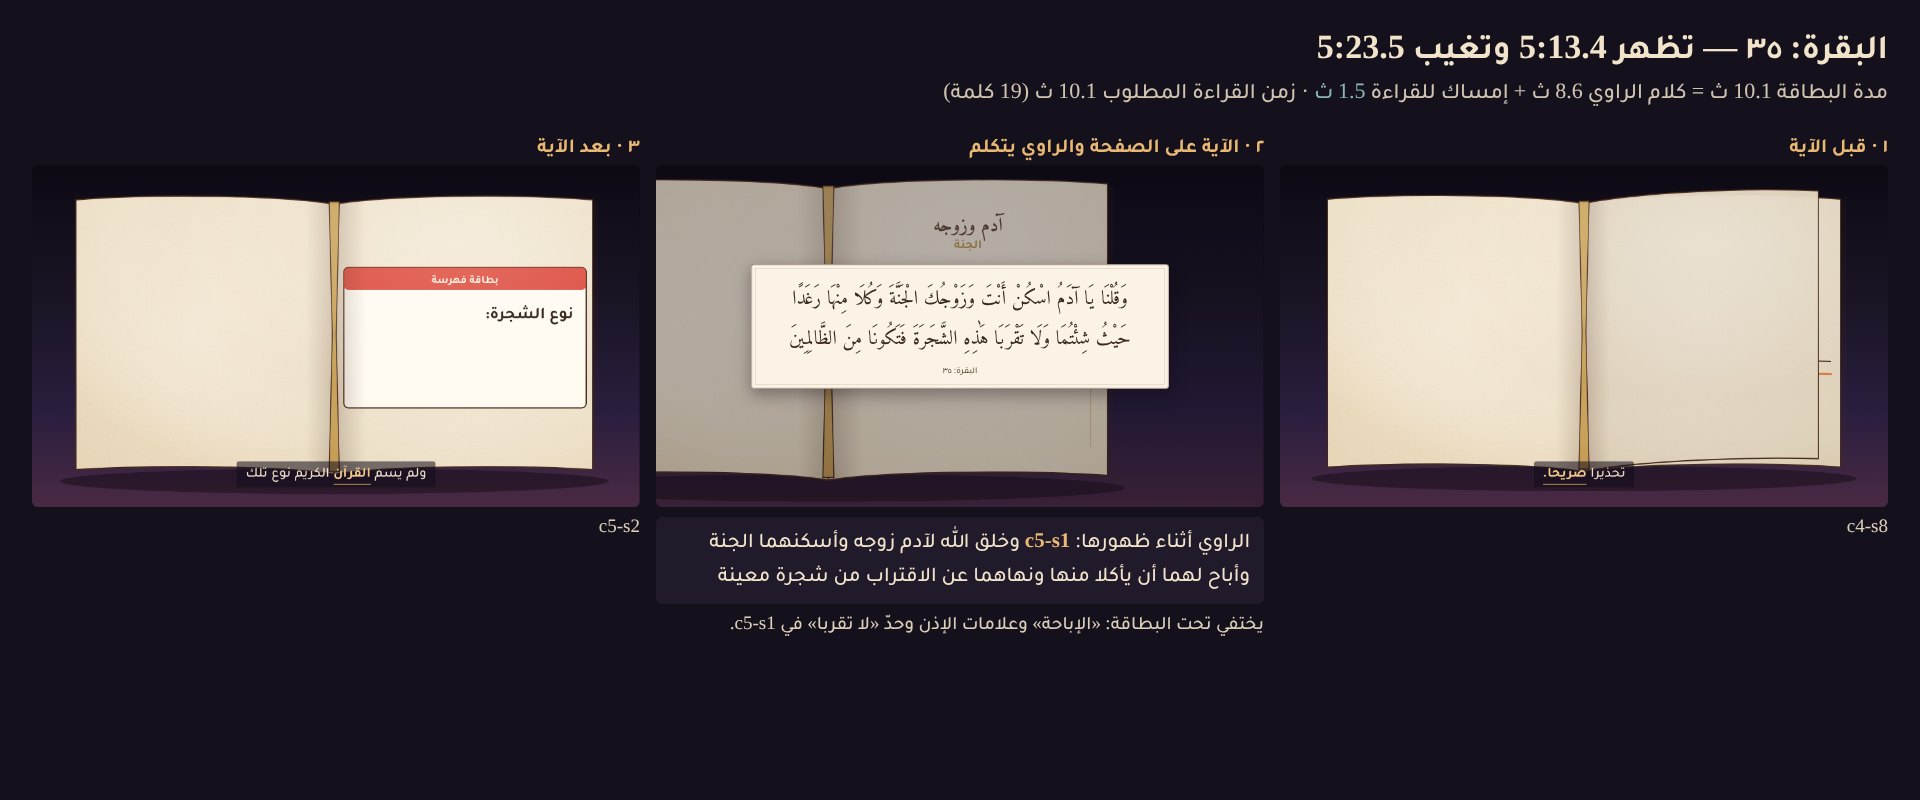 البقرة: ٣٥ — تظهر 5:13.4 وتغيب 5:23.5
مدة البطاقة 10.1 ث = كلام الراوي 8.6 ث + إمساك للقراءة 1.5 ث · زمن القراءة المطلوب 10.1 ث (19 كلمة)
١ · قبل الآية
تحذيرا صريحا.
c4-s8
٢ · الآية على الصفحة والراوي يتكلم
آدم وزوجه
الجنة
وَقُلْنَا يَا آدَمُ اسْكُنْ أَنْتَ وَزَوْجُكَ الْجَنَّةَ وَكُلَا مِنْهَا رَغَدًا
حَيْثُ شِئْتُمَا وَلَا تَقْرَبَا هَٰذِهِ الشَّجَرَةَ فَتَكُونَا مِنَ الظَّالِمِينَ
البقرة: ٣٥
الراوي أثناء ظهورها: c5-s1 وخلق الله لآدم زوجه وأسكنهما الجنة
وأباح لهما أن يأكلا منها ونهاهما عن الاقتراب من شجرة معينة
يختفي تحت البطاقة: «الإباحة» وعلامات الإذن وحدّ «لا تقربا» في c5-s1.
٣ · بعد الآية
بطاقة فهرسة
نوع الشجرة:
ولم يسم القرآن الكريم نوع تلك
c5-s2